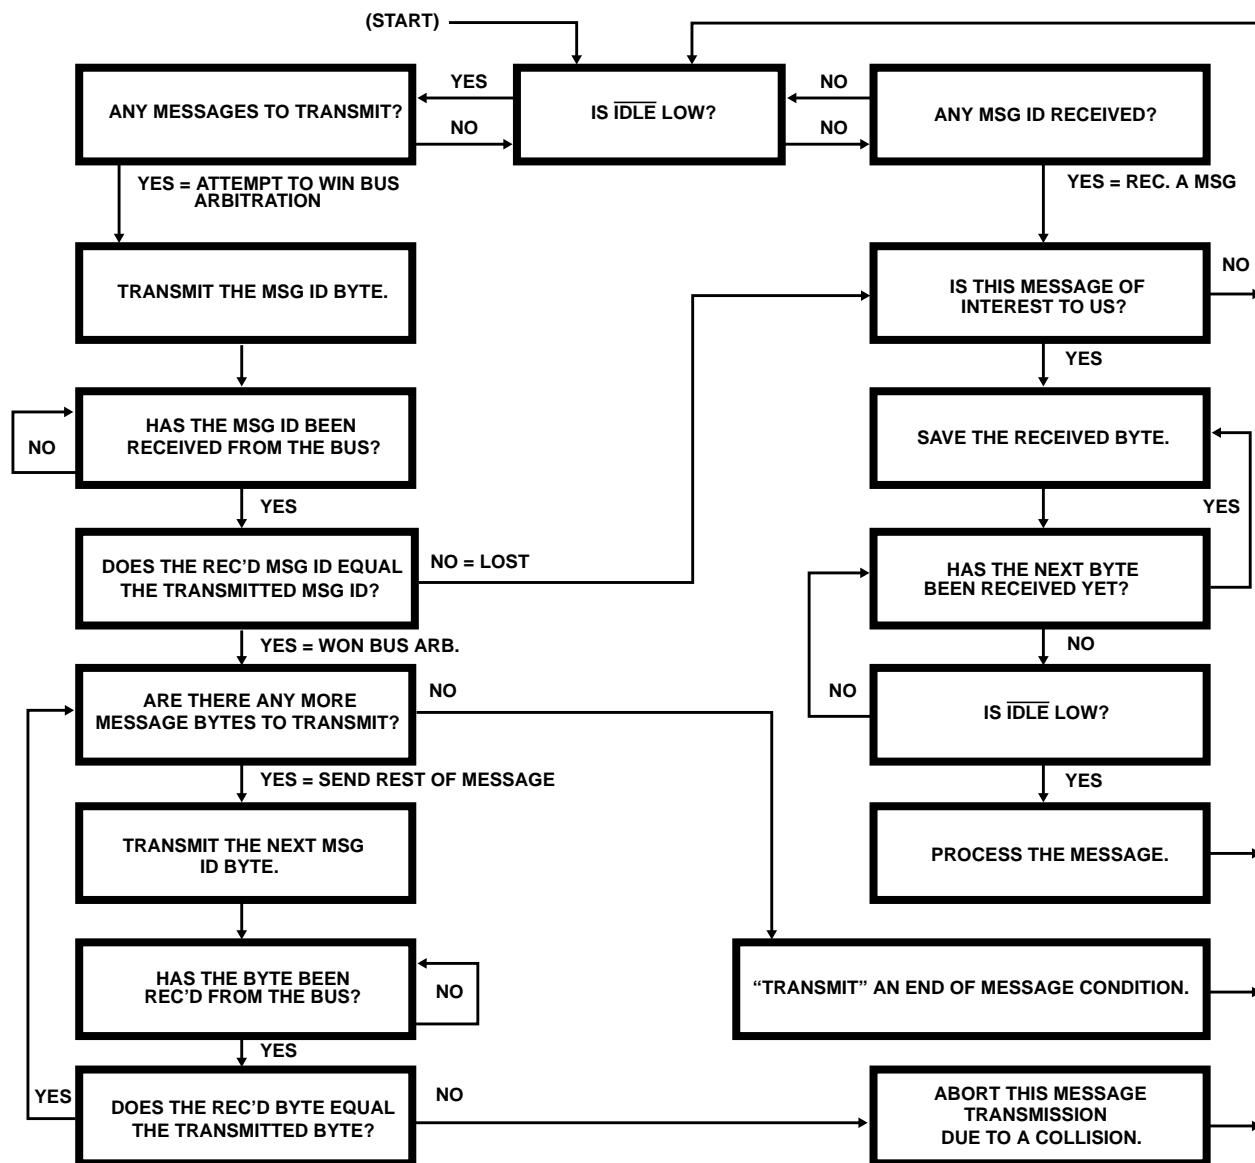 (START)
ANY MESSAGES TO TRANSMIT?
YES
NO
IS IDLE LOW?
NO
NO
ANY MSG ID RECEIVED?
YES = ATTEMPT TO WIN BUS
ARBITRATION
YES = REC. A MSG
TRANSMIT THE MSG ID BYTE.
IS THIS MESSAGE OF
INTEREST TO US?
NO
YES
HAS THE MSG ID BEEN
RECEIVED FROM THE BUS?
NO
YES
SAVE THE RECEIVED BYTE.
YES
DOES THE REC’D MSG ID EQUAL
THE TRANSMITTED MSG ID?
NO = LOST
HAS THE NEXT BYTE
BEEN RECEIVED YET?
YES = WON BUS ARB.
NO
ARE THERE ANY MORE
MESSAGE BYTES TO TRANSMIT?
NO
NO
IS IDLE LOW?
YES = SEND REST OF MESSAGE
YES
TRANSMIT THE NEXT MSG
ID BYTE.
PROCESS THE MESSAGE.
HAS THE BYTE BEEN
REC’D FROM THE BUS?
NO
“TRANSMIT” AN END OF MESSAGE CONDITION.
YES
YES
DOES THE REC’D BYTE EQUAL
THE TRANSMITTED BYTE?
NO
ABORT THIS MESSAGE
TRANSMISSION
DUE TO A COLLISION.